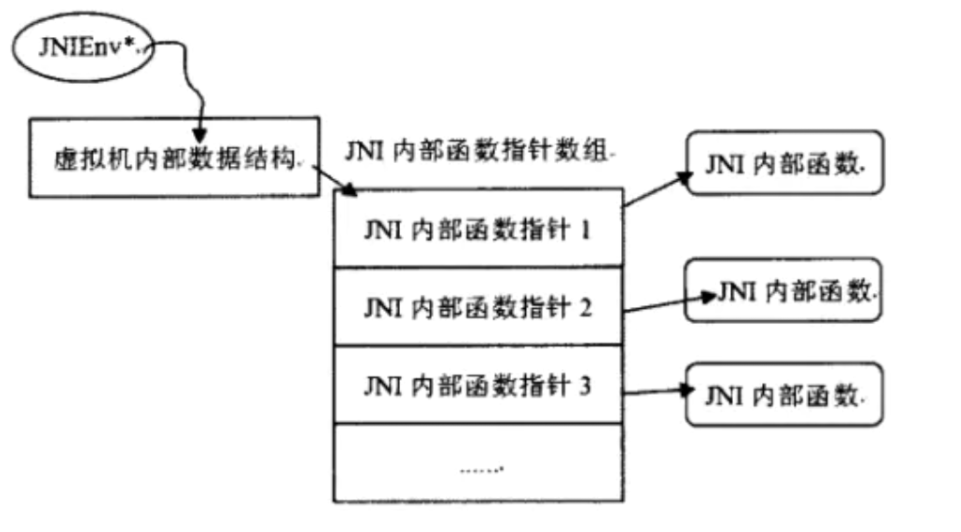 JNIEnv*
虚拟机内部数据结构
JNI 内部函数指针数组
JNI 内部函数指针 1
JNI 内部函数指针 2
JNI 内部函数指针 3
……
JNI 内部函数
JNI 内部函数
JNI 内部函数